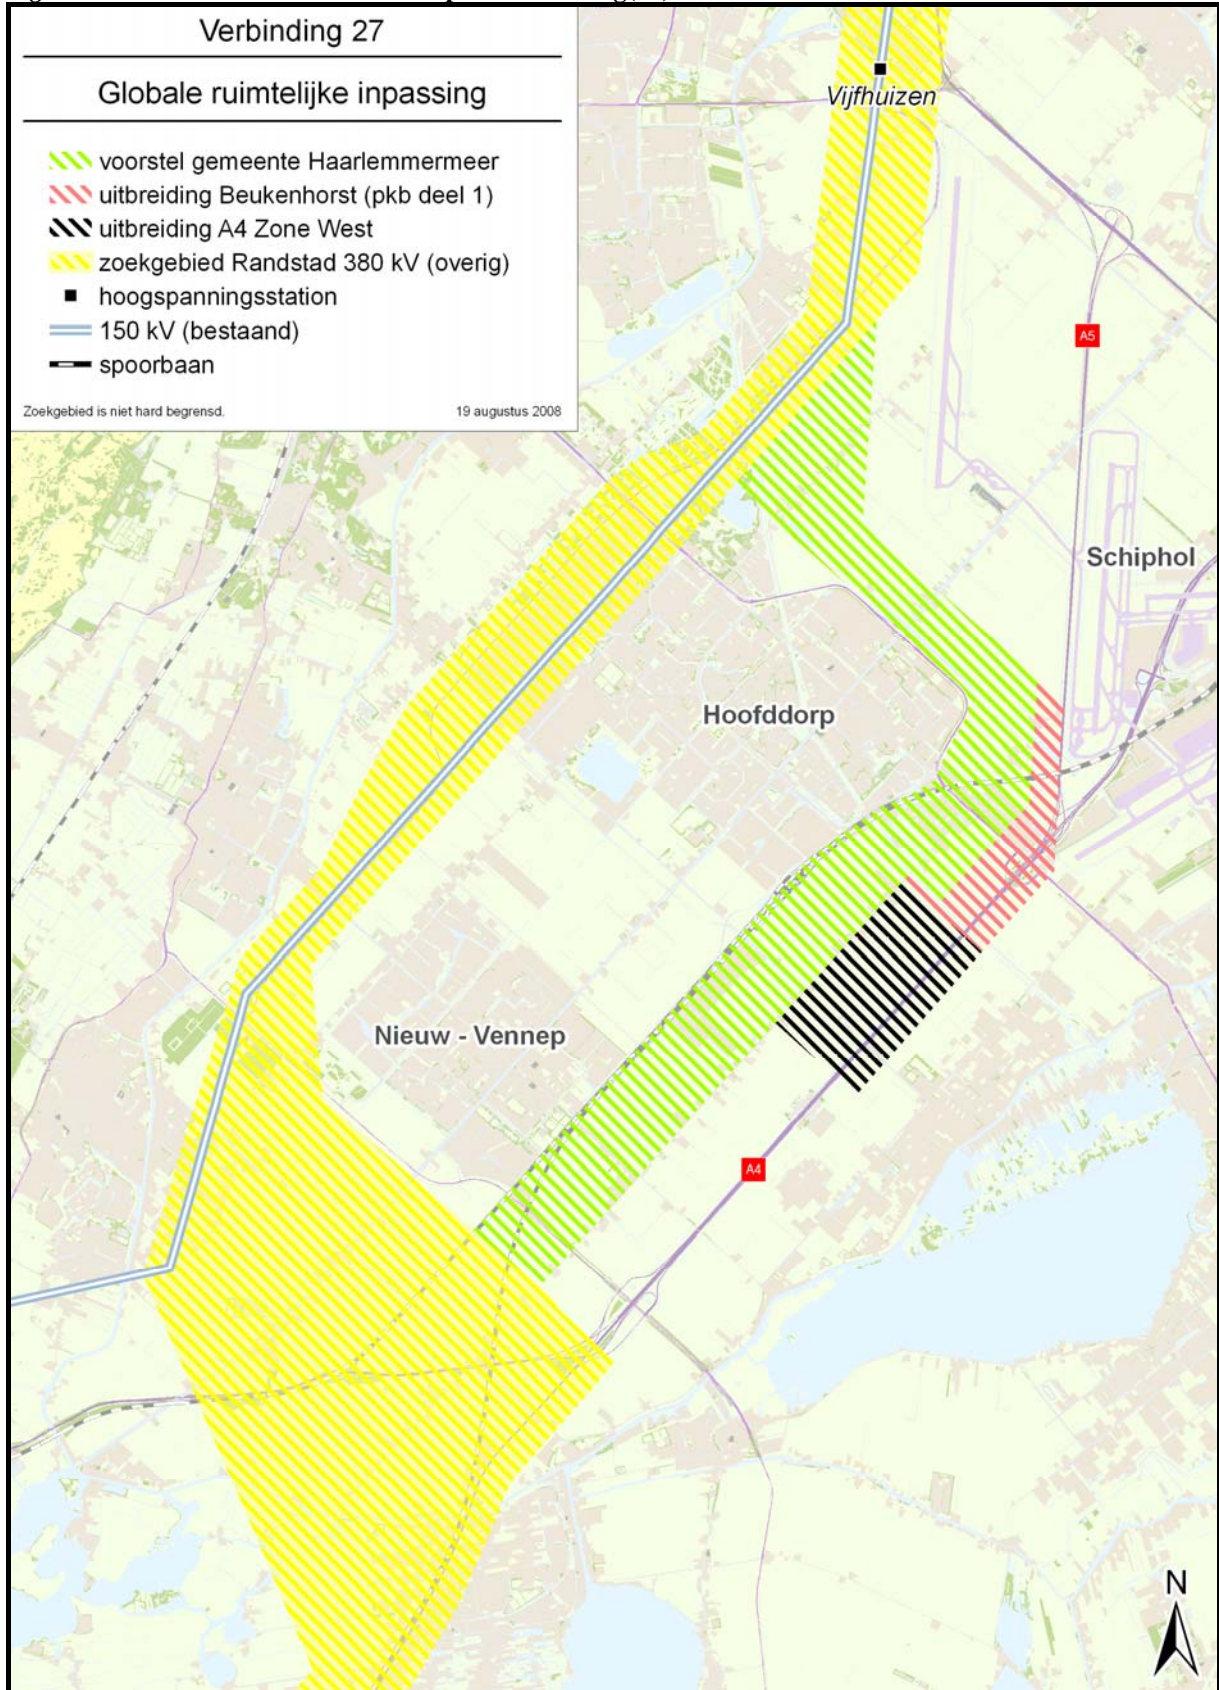 Verbinding 27
Globale ruimtelijke inpassing
voorstel gemeente Haarlemmermeer
uitbreiding Beukenhorst (pkb deel 1)
uitbreiding A4 Zone West
zoekgebied Randstad 380 kV (overig)
hoogspanningsstation
150 kV (bestaand)
spoorbaan
Zoekgebied is niet hard begrensd. 19 augustus 2008
Vijfhuizen
A5
Schiphol
Hoofddorp
Nieuw - Vennep
A4
N